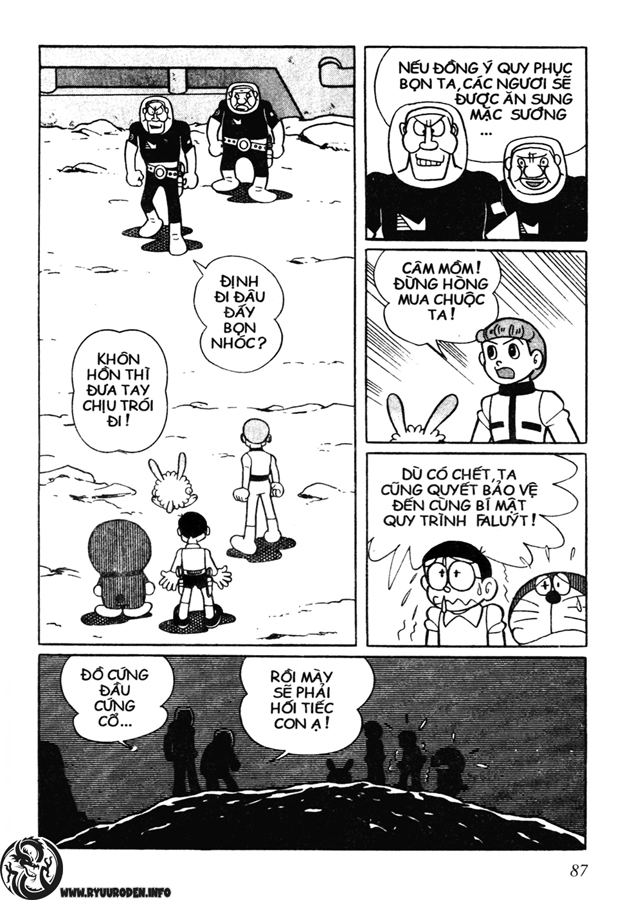 ĐỊNH
ĐI ĐÂU
ĐẤY
BỌN
NHÓC?
KHÔN
HỒN THÌ
ĐƯA TAY
CHỊU TRÓI
ĐI!
NẾU ĐỒNG Ý QUY PHỤC
BỌN TA, CÁC NGƯƠI SẼ
ĐƯỢC ĂN SUNG
MẶC SƯỚNG
...
CÂM MỒM!
ĐỪNG HÒNG
MUA CHUỘC
TA!
DÙ CÓ CHẾT, TA
CŨNG QUYẾT BẢO VỆ
ĐẾN CÙNG BÍ MẬT
QUY TRÌNH FALUÝT!
ĐỒ CỨNG
ĐẦU
CỨNG
CỔ...
RỒI MÀY
SẼ PHẢI
HỐI TIẾC
CON Ạ!
87
WWW.RYUURODEN.INFO